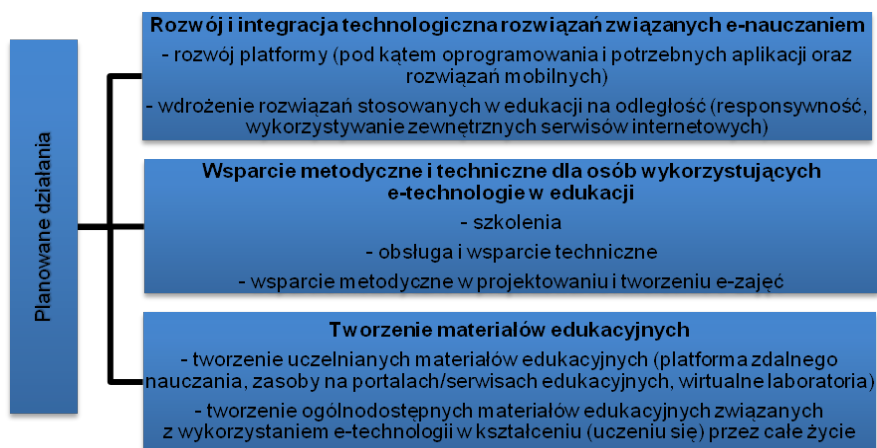 Planowane działania
Rozwój i integracja technologiczna rozwiązań związanych e-nauczaniem
- rozwój platformy (pod kątem oprogramowania i potrzebnych aplikacji oraz
rozwiązań mobilnych)
- wdrożenie rozwiązań stosowanych w edukacji na odległość (responsywność,
wykorzystywanie zewnętrznych serwisów internetowych)
Wsparcie metodyczne i techniczne dla osób wykorzystujących
e-technologie w edukacji
- szkolenia
- obsługa i wsparcie techniczne
- wsparcie metodyczne w projektowaniu i tworzeniu e-zajęć
Tworzenie materialów edukacyjnych
- tworzenie uczelnianych materiałów edukacyjnych (platforma zdalnego
nauczania, zasoby na portalach/serwisach edukacyjnych, wirtualne laboratoria)
- tworzenie ogólnodostępnych materiałów edukacyjnych związanych
z wykorzystaniem e-technologii w kształceniu (uczeniu się) przez całe życie